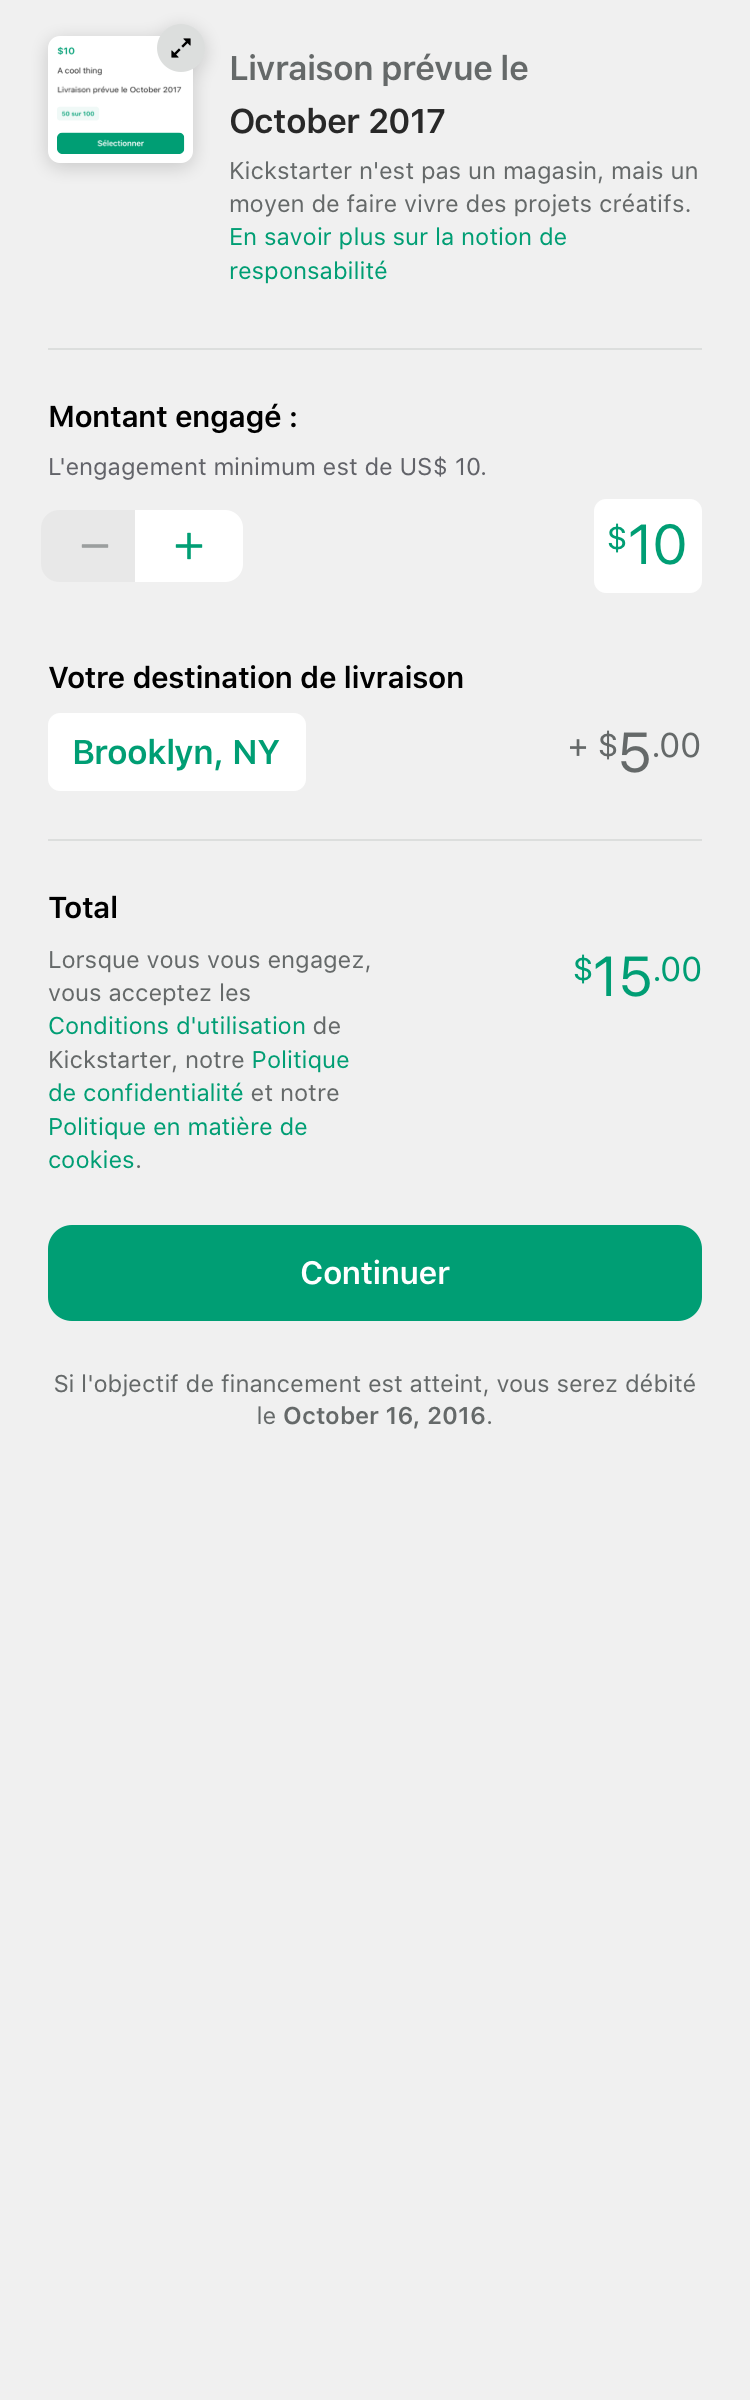 $10
A cool thing
Livraison prévue le October 2017
50 sur 100
Sélectionner
Livraison prévue le
October 2017
Kickstarter n'est pas un magasin, mais un
moyen de faire vivre des projets créatifs.
En savoir plus sur la notion de
responsabilité
Montant engagé :
L'engagement minimum est de US$ 10.
$10
Votre destination de livraison
Brooklyn, NY
+ $5.00
Total
Lorsque vous vous engagez,
vous acceptez les
Conditions d'utilisation de
Kickstarter, notre Politique
de confidentialité et notre
Politique en matière de
cookies.
$15.00
Continuer
Si l'objectif de financement est atteint, vous serez débité
le October 16, 2016.